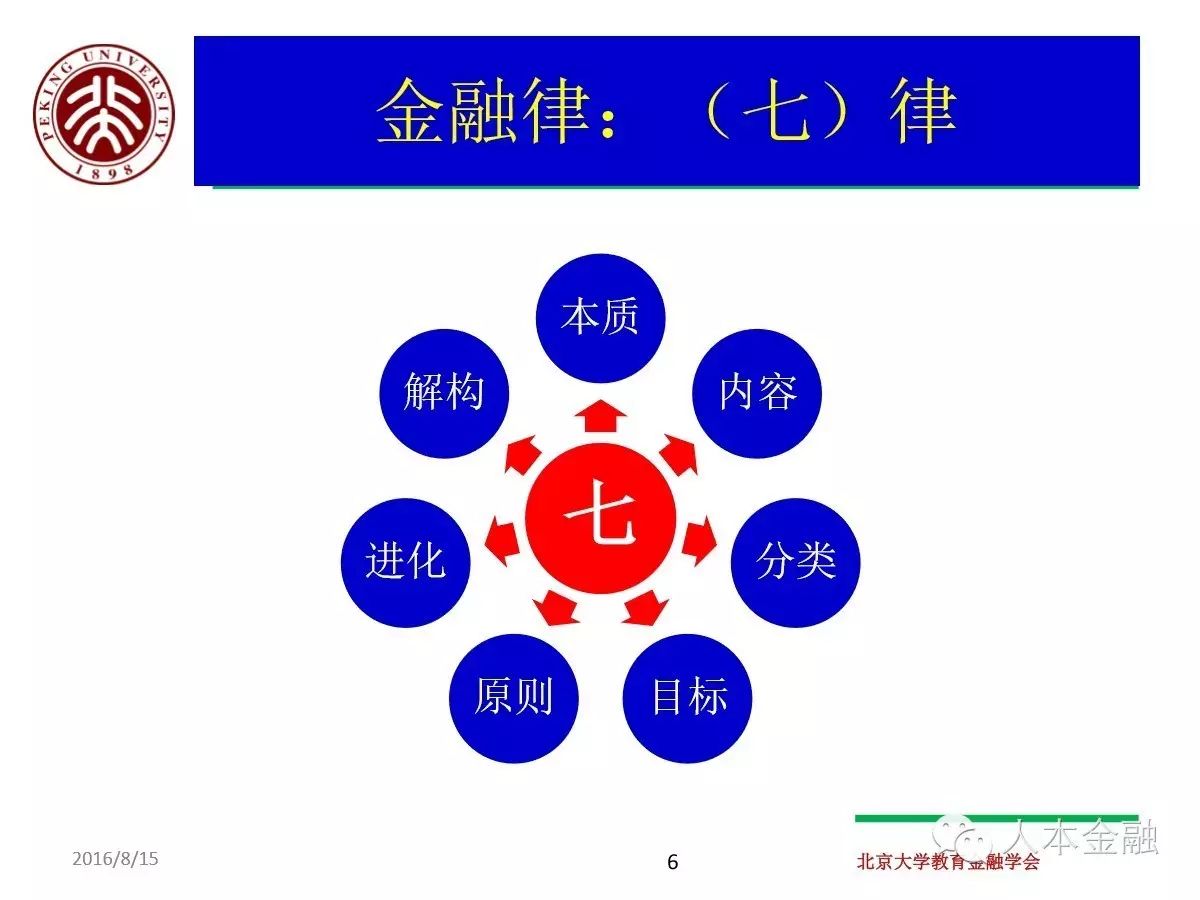 PEKING UNIVERSITY
1898
金融律：（七）律
本质
内容
分类
目标
原则
进化
解构
七
2016/8/15
6
北京大学教育金融学会
人本金融